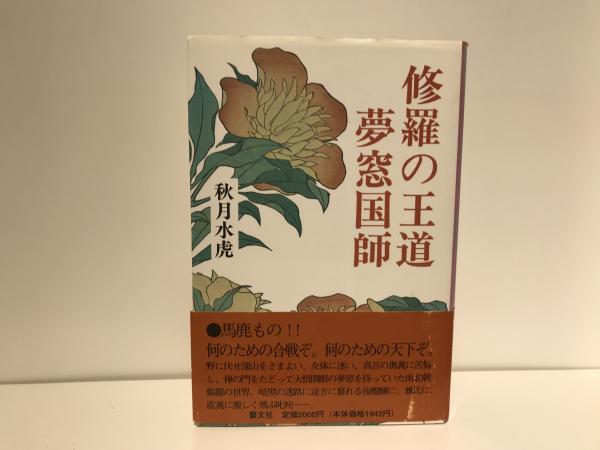 修羅の王道
夢窓国師
秋月水虎
●馬鹿もの!!
何のための合戦ぞ。何のための天下ぞ。
野に伏せ深山をさまよい、女体に迷い、真言の奥義に苦悩
し、禅の門をたどって大悟開眼の夢窓を待っていた南北朝
修羅の世界、暗黒の迷路に途方に暮れる後醍醐に、尊氏に、
直義に激しく飛ぶ叱咤――。
叢文社 定価2000円(本体価格1942円)